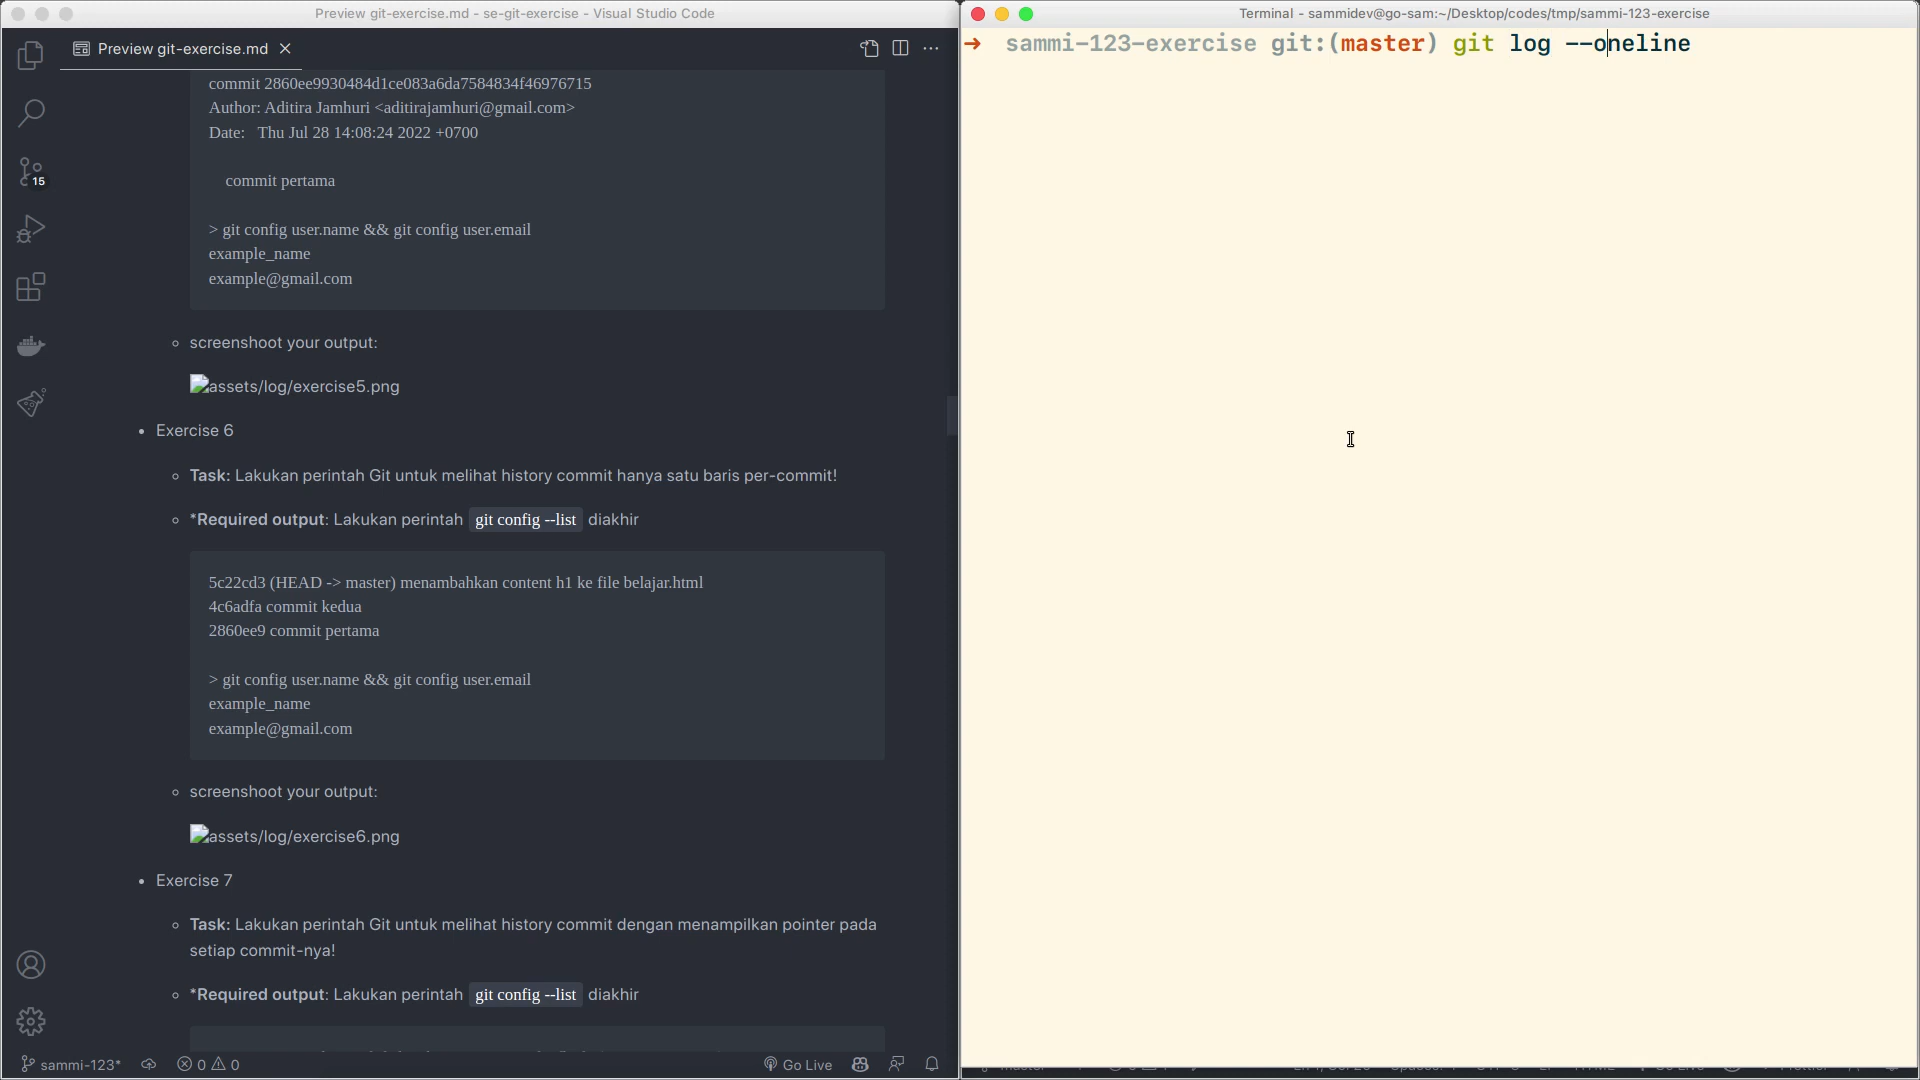 Preview git-exercise.md - se-git-exercise - Visual Studio Code
Preview git-exercise.md
commit 2860ee9930484d1ce083a6da7584834f46976715
Author: Aditira Jamhuri <aditirajamhuri@gmail.com>
Date: Thu Jul 28 14:08:24 2022 +0700
commit pertama
> git config user.name && git config user.email
example_name
example@gmail.com
screenshoot your output:
assets/log/exercise5.png
Exercise 6
Task: Lakukan perintah Git untuk melihat history commit hanya satu baris per-commit!
*Required output: Lakukan perintah git config --list diakhir
5c22cd3 (HEAD -> master) menambahkan content h1 ke file belajar.html
4c6adfa commit kedua
2860ee9 commit pertama
> git config user.name && git config user.email
example_name
example@gmail.com
screenshoot your output:
assets/log/exercise6.png
Exercise 7
Task: Lakukan perintah Git untuk melihat history commit dengan menampilkan pointer pada
setiap commit-nya!
*Required output: Lakukan perintah git config --list diakhir
15
sammi-123* 0 0 Go Live
Terminal - sammidev@go-sam:~/Desktop/codes/tmp/sammi-123-exercise
➜ sammi-123-exercise git:(master) git log --oneline